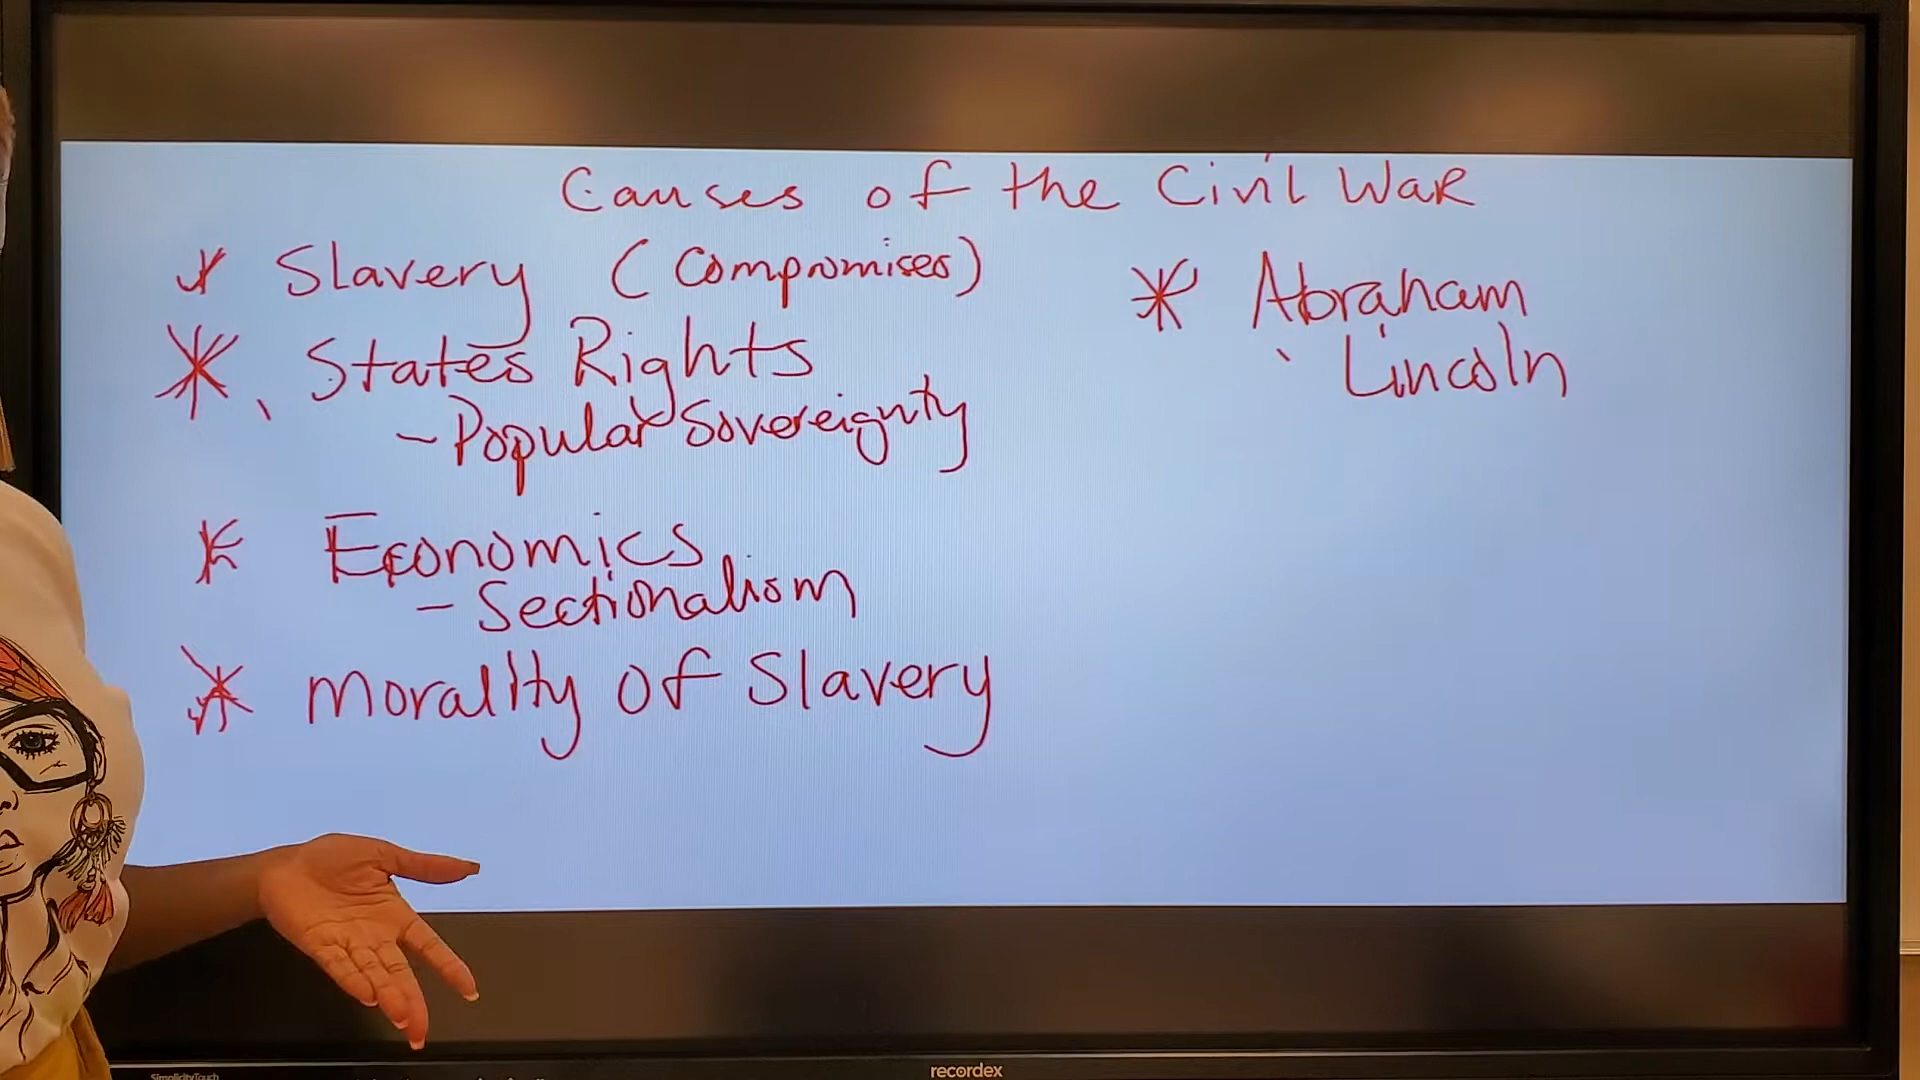 Causes of the Civil War
* Slavery (Compromises)
* States Rights
- Popular Sovereignty
* Economics
- Sectionalism
* Morality of Slavery
* Abraham
Lincoln
SimplicityTouch
recordex